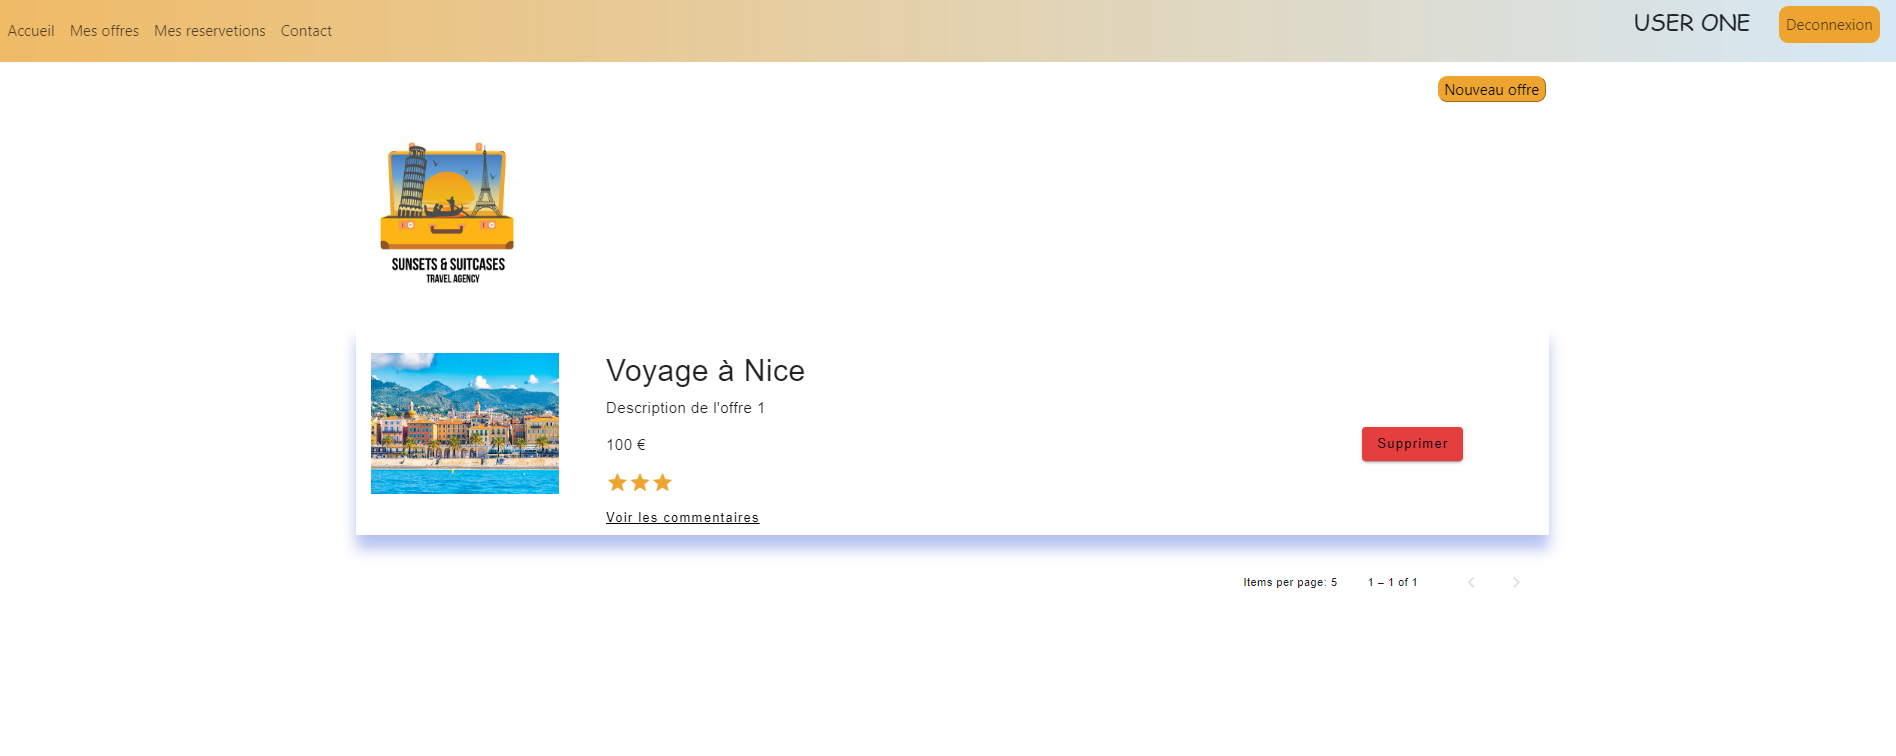 Accueil Mes offres Mes reservetions Contact USER ONE Deconnexion
Nouveau offre
SUNSETS & SUITCASES
TRAVEL AGENCY
Voyage à Nice
Description de l'offre 1
100 €
Supprimer
Voir les commentaires
Items per page: 5 1 – 1 of 1